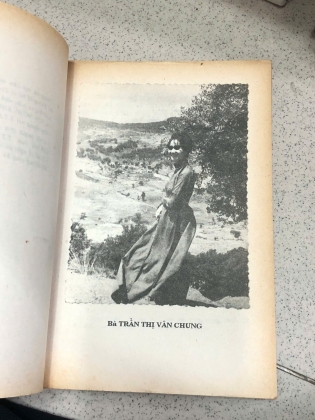 Bà TRẦN THỊ VÂN CHUNG